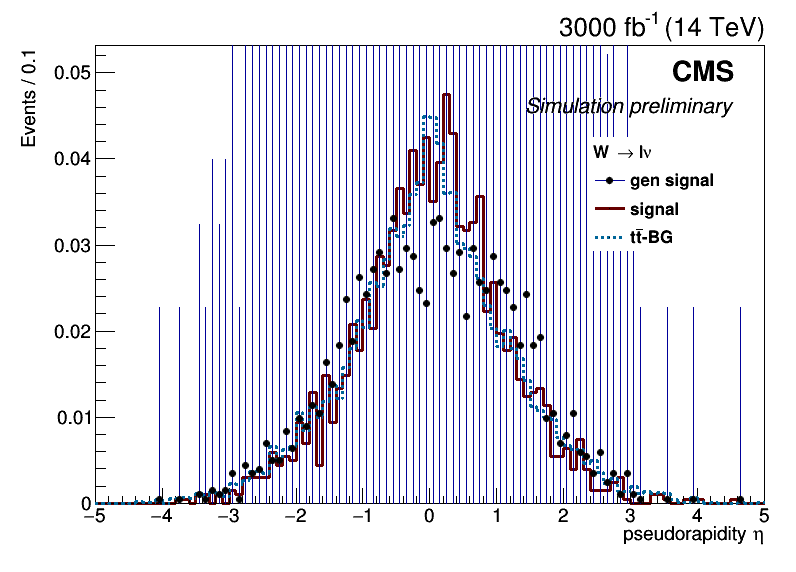 3000 fb⁻¹ (14 TeV)
CMS
Simulation preliminary
W → lν
gen signal
signal
tt̅-BG
Events / 0.1
0.05
0.04
0.03
0.02
0.01
0
−5 −4 −3 −2 −1 0 1 2 3 4 5
pseudorapidity η